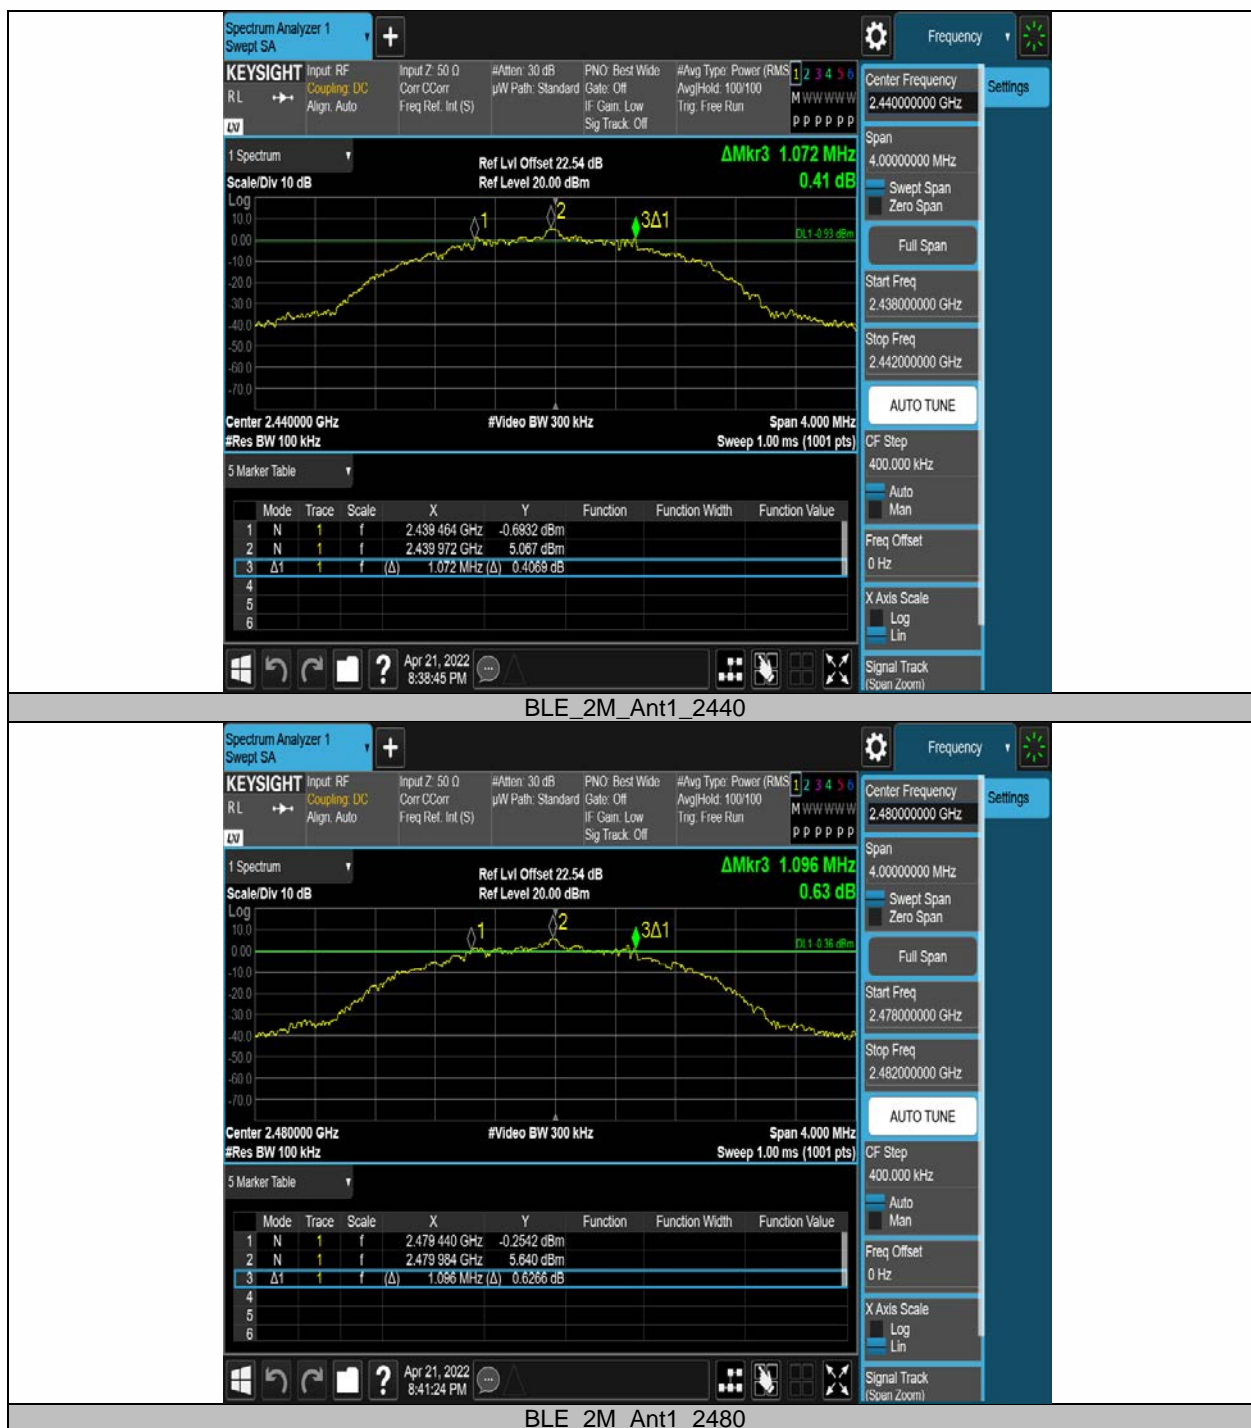 Spectrum Analyzer 1
Swept SA
+
Frequency
KEYSIGHT Input: RF Input Z: 50 Ω #Atten: 30 dB PNO: Best Wide #Avg Type: Power (RMS 1 2 3 4 5 6
RL Coupling: DC Corr CCorr µW Path: Standard Gate: Off Avg|Hold: 100/100 M W W W W W
Align: Auto Freq Ref: Int (S) IF Gain: Low Trig: Free Run
LXI Sig Track: Off P P P P P P
Center Frequency
2.440000000 GHz
Settings
1 Spectrum
Scale/Div 10 dB
Ref Lvl Offset 22.54 dB
Ref Level 20.00 dBm
ΔMkr3 1.072 MHz
0.41 dB
Log
10.0
0.00
-10.0
-20.0
-30.0
-40.0
-50.0
-60.0
-70.0
1
2
3Δ1
DL1 -0.93 dBm
Center 2.440000 GHz #Video BW 300 kHz Span 4.000 MHz
#Res BW 100 kHz Sweep 1.00 ms (1001 pts)
Span
4.00000000 MHz
Swept Span
Zero Span
Full Span
Start Freq
2.438000000 GHz
Stop Freq
2.442000000 GHz
AUTO TUNE
CF Step
400.000 kHz
Auto
Man
Freq Offset
0 Hz
X Axis Scale
Log
Lin
Signal Track
(Span Zoom)
5 Marker Table
Mode Trace Scale X Y Function Function Width Function Value
1 N 1 f 2.439 464 GHz -0.6932 dBm
2 N 1 f 2.439 972 GHz 5.067 dBm
3 Δ1 1 f (Δ) 1.072 MHz (Δ) 0.4069 dB
4
5
6
? Apr 21, 2022
8:38:45 PM
BLE_2M_Ant1_2440
Spectrum Analyzer 1
Swept SA
+
Frequency
KEYSIGHT Input: RF Input Z: 50 Ω #Atten: 30 dB PNO: Best Wide #Avg Type: Power (RMS 1 2 3 4 5 6
RL Coupling: DC Corr CCorr µW Path: Standard Gate: Off Avg|Hold: 100/100 M W W W W W
Align: Auto Freq Ref: Int (S) IF Gain: Low Trig: Free Run
LXI Sig Track: Off P P P P P P
Center Frequency
2.480000000 GHz
Settings
1 Spectrum
Scale/Div 10 dB
Ref Lvl Offset 22.54 dB
Ref Level 20.00 dBm
ΔMkr3 1.096 MHz
0.63 dB
Log
10.0
0.00
-10.0
-20.0
-30.0
-40.0
-50.0
-60.0
-70.0
1
2
3Δ1
DL1 -0.36 dBm
Center 2.480000 GHz #Video BW 300 kHz Span 4.000 MHz
#Res BW 100 kHz Sweep 1.00 ms (1001 pts)
Span
4.00000000 MHz
Swept Span
Zero Span
Full Span
Start Freq
2.478000000 GHz
Stop Freq
2.482000000 GHz
AUTO TUNE
CF Step
400.000 kHz
Auto
Man
Freq Offset
0 Hz
X Axis Scale
Log
Lin
Signal Track
(Span Zoom)
5 Marker Table
Mode Trace Scale X Y Function Function Width Function Value
1 N 1 f 2.479 440 GHz -0.2542 dBm
2 N 1 f 2.479 984 GHz 5.640 dBm
3 Δ1 1 f (Δ) 1.096 MHz (Δ) 0.6266 dB
4
5
6
? Apr 21, 2022
8:41:24 PM
BLE_2M_Ant1_2480